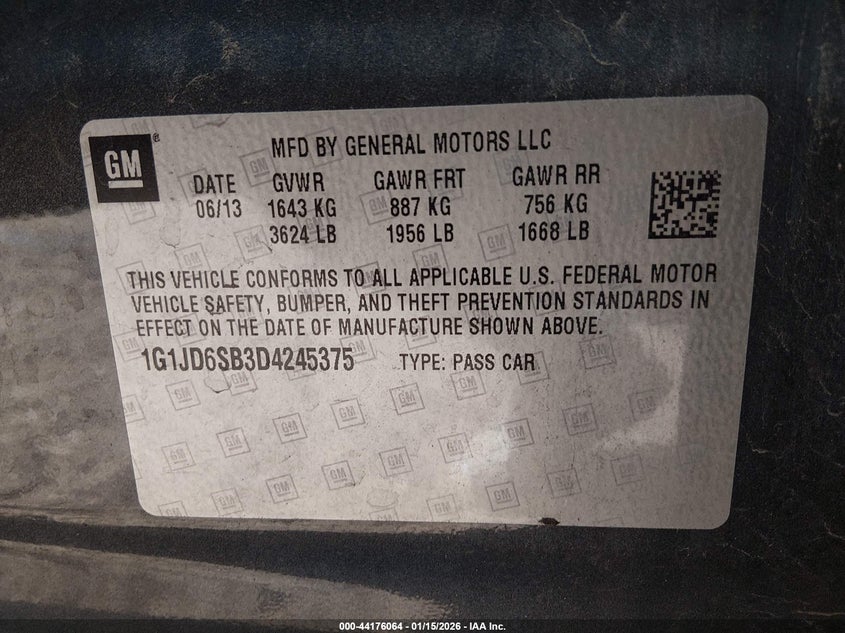 GM
MFD BY GENERAL MOTORS LLC
DATE GVWR GAWR FRT GAWR RR
06/13 1643 KG 887 KG 756 KG
3624 LB 1956 LB 1668 LB
THIS VEHICLE CONFORMS TO ALL APPLICABLE U.S. FEDERAL MOTOR
VEHICLE SAFETY, BUMPER, AND THEFT PREVENTION STANDARDS IN
EFFECT ON THE DATE OF MANUFACTURE SHOWN ABOVE.
1G1JD6SB3D4245375 TYPE: PASS CAR
000-44176064 - 01/15/2026 - IAA Inc.